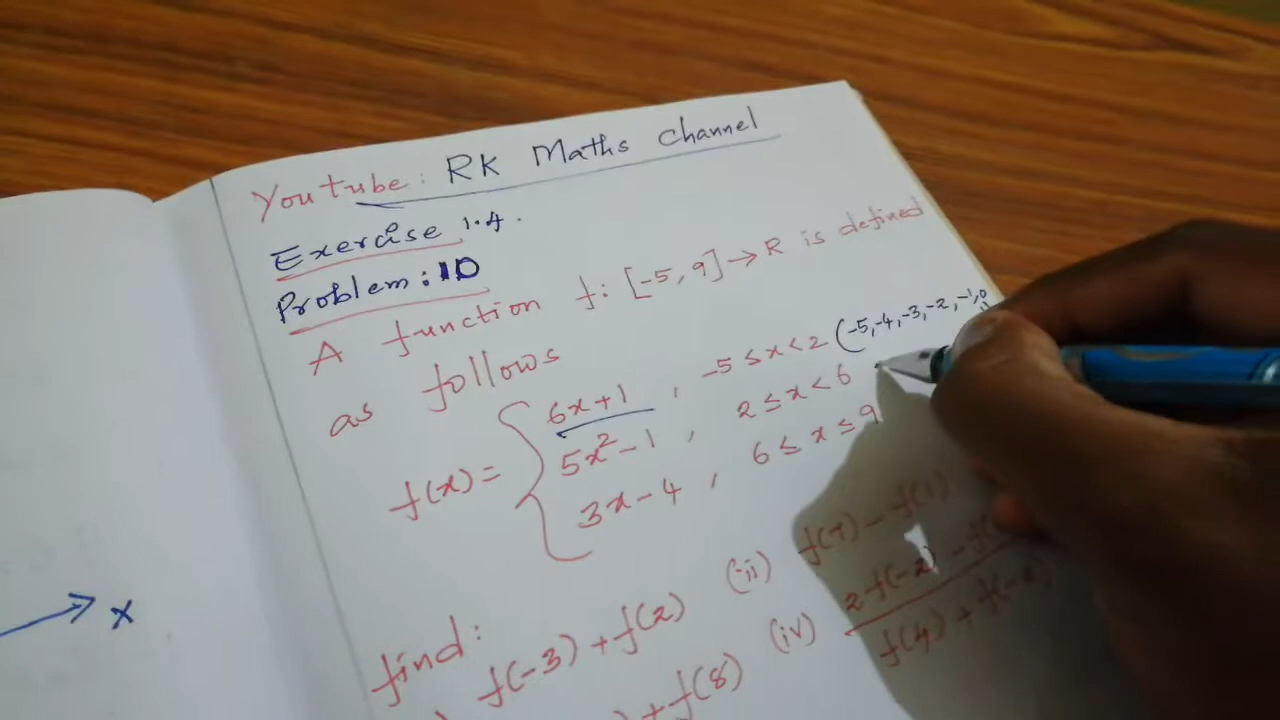 YouTube: RK Maths Channel
Exercise 1.4.
Problem: 10
A function f: [-5, 9] → R is defined
as follows
6x+1 , -5 ≤ x < 2 (-5,-4,-3,-2,-1,0
f(x) = { 5x²-1 , 2 ≤ x < 6
3x-4 , 6 ≤ x ≤ 9
find:
f(-3) + f(2) (ii) f(7) - f(1)
+ f(8) (iv) 2f(-2) - f(
f(4) + f(-2)
x